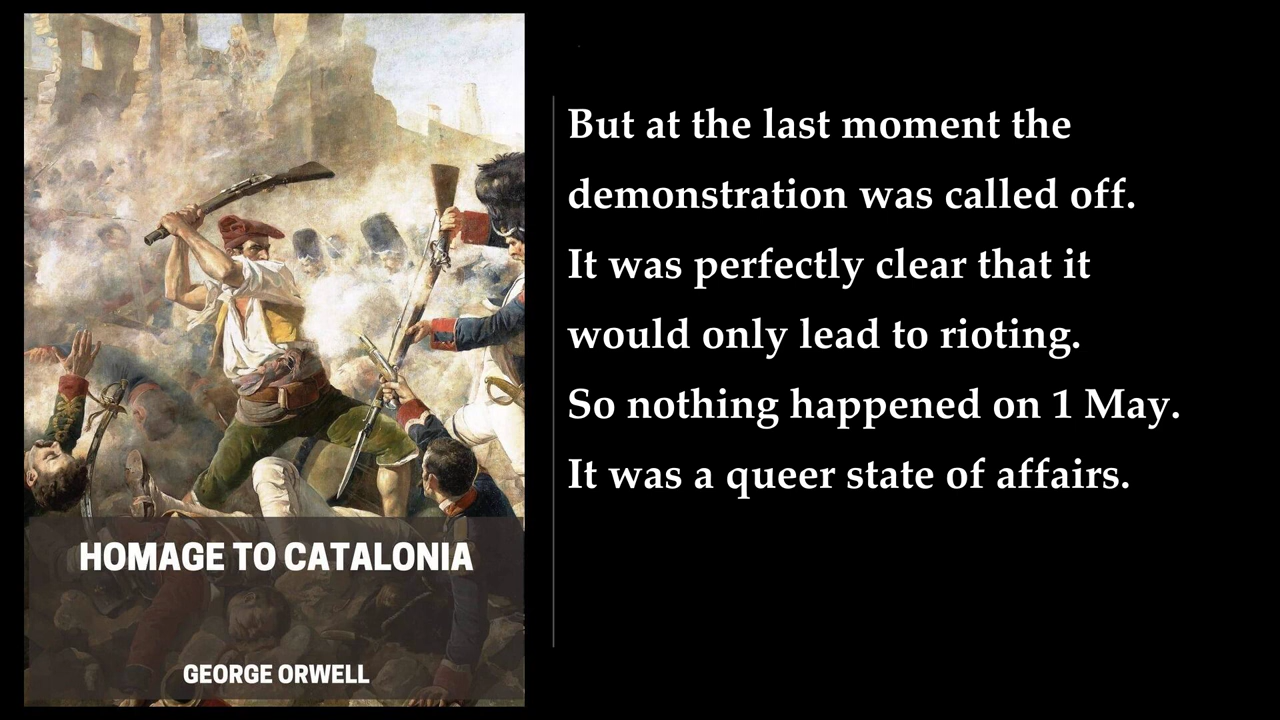 HOMAGE TO CATALONIA
GEORGE ORWELL
But at the last moment the
demonstration was called off.
It was perfectly clear that it
would only lead to rioting.
So nothing happened on 1 May.
It was a queer state of affairs.